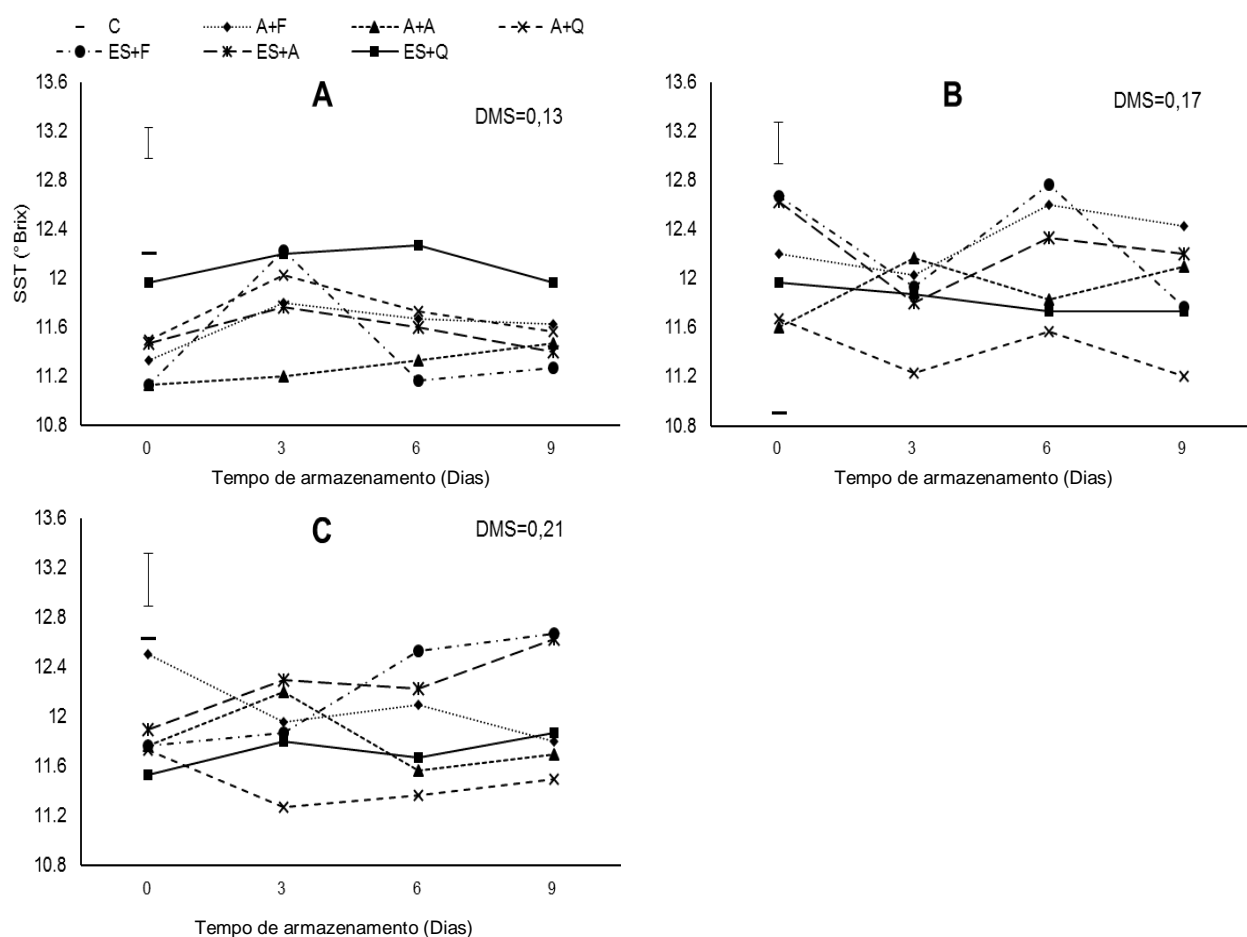 C A+F A+A A+Q
ES+F ES+A ES+Q
A
DMS=0,13
SST (°Brix)
13.6
13.2
12.8
12.4
12
11.6
11.2
10.8
0 3 6 9
Tempo de armazenamento (Dias)
B
DMS=0,17
13.6
13.2
12.8
12.4
12
11.6
11.2
10.8
0 3 6 9
Tempo de armazenamento (Dias)
C
DMS=0,21
13.6
13.2
12.8
12.4
12
11.6
11.2
10.8
0 3 6 9
Tempo de armazenamento (Dias)